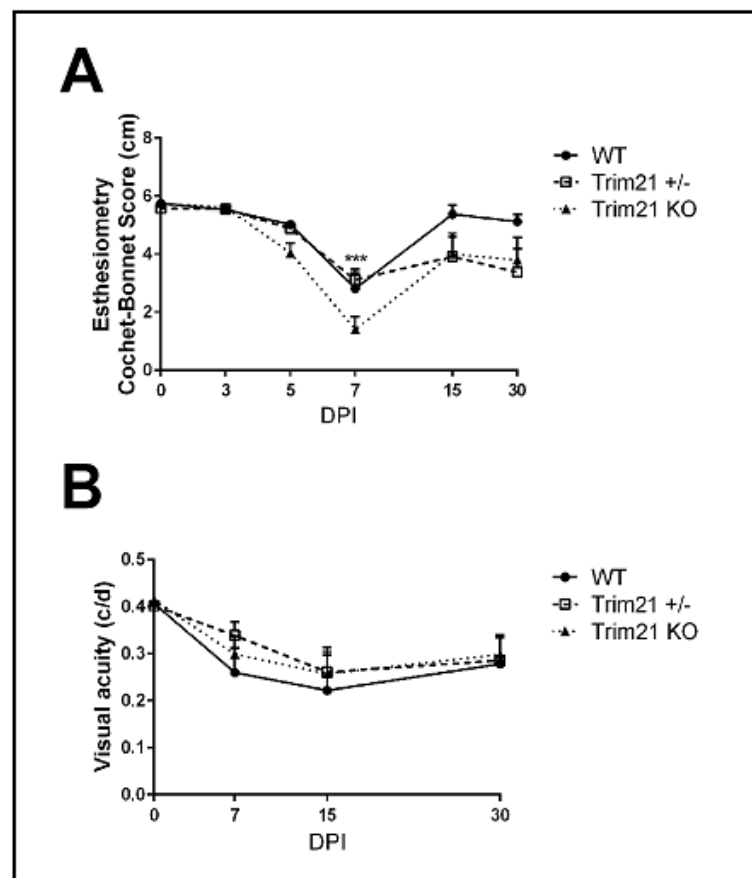 A
Esthesiometry
Cochet-Bonnet Score (cm)
8
6
4
2
0
***
0 3 5 7 15 30
DPI
WT
Trim21 +/-
Trim21 KO
B
Visual acuity (c/d)
0.5
0.4
0.3
0.2
0.1
0.0
0 7 15 30
DPI
WT
Trim21 +/-
Trim21 KO